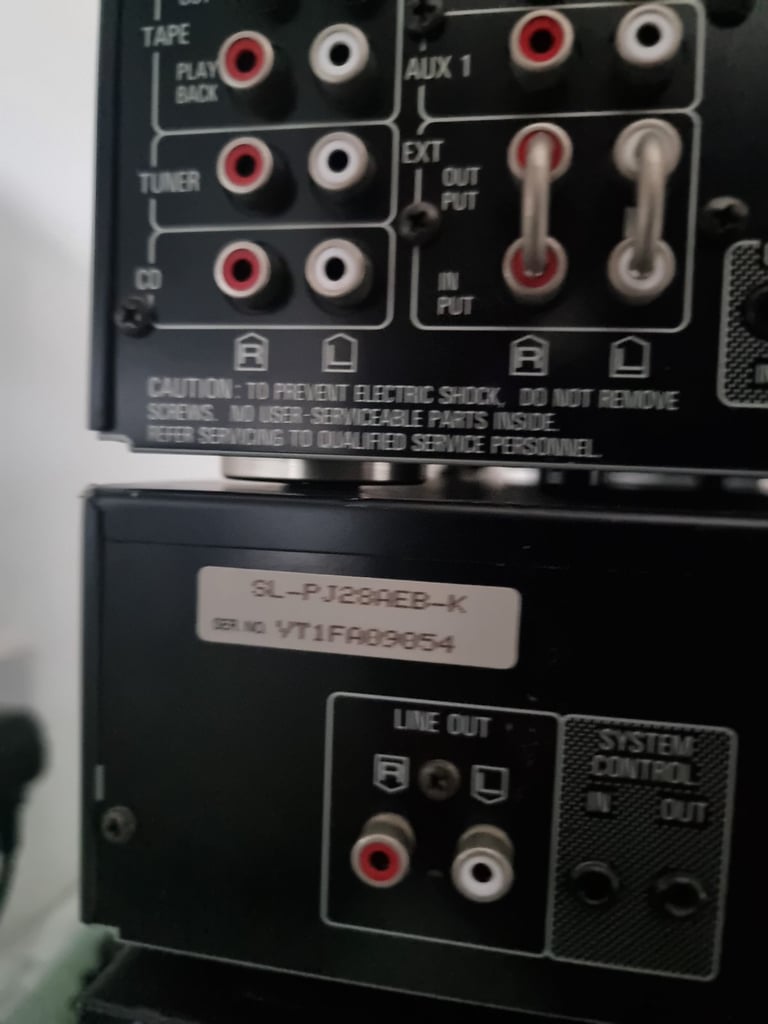 TAPE
PLAY
BACK
AUX 1
TUNER
EXT
OUT
PUT
CD
IN
PUT
R L R L
CAUTION: TO PREVENT ELECTRIC SHOCK, DO NOT REMOVE
SCREWS. NO USER-SERVICEABLE PARTS INSIDE.
REFER SERVICING TO QUALIFIED SERVICE PERSONNEL.
SL-PJ28AEB-K
SER. NO. VT1FA09054
LINE OUT
R L
SYSTEM
CONTROL
IN OUT